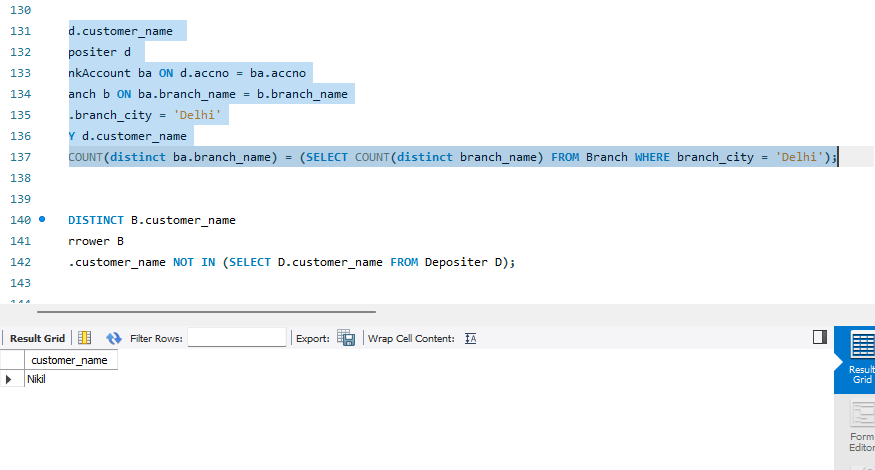 130
131 d.customer_name
132 positer d
133 nkAccount ba ON d.accno = ba.accno
134 anch b ON ba.branch_name = b.branch_name
135 .branch_city = 'Delhi'
136 Y d.customer_name
137 COUNT(distinct ba.branch_name) = (SELECT COUNT(distinct branch_name) FROM Branch WHERE branch_city = 'Delhi');
138
139
140 DISTINCT B.customer_name
141 rrower B
142 .customer_name NOT IN (SELECT D.customer_name FROM Depositer D);
143
144
Result Grid Filter Rows: Export: Wrap Cell Content: IA
customer_name
Nikil
Result
Grid
Form
Editor